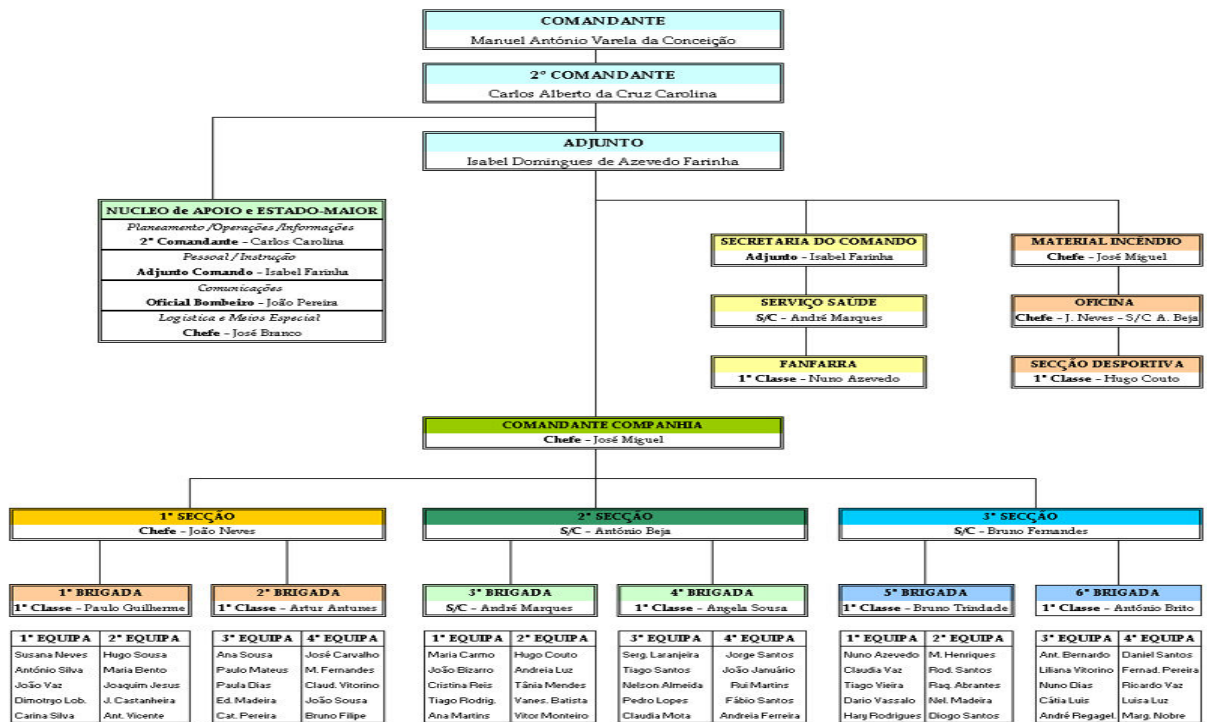 COMANDANTE
Manuel António Varela da Conceição
2º COMANDANTE
Carlos Alberto da Cruz Carolina
ADJUNTO
Isabel Domingues de Azevedo Farinha
NUCLEO de APOIO e ESTADO-MAIOR
Planeamento /Operações /Informações
2º Comandante - Carlos Carolina
Pessoal / Instrução
Adjunto Comando - Isabel Farinha
Comunicações
Oficial Bombeiro - João Pereira
Logística e Meios Especial
Chefe - José Branco
SECRETARIA DO COMANDO
Adjunto - Isabel Farinha
SERVIÇO SAÚDE
S/C - André Marques
FANFARRA
1ª Classe - Nuno Azevedo
MATERIAL INCÊNDIO
Chefe - José Miguel
OFICINA
Chefe - J. Neves - S/C A. Beja
SECÇÃO DESPORTIVA
1ª Classe - Hugo Couto
COMANDANTE COMPANHIA
Chefe - José Miguel
1ª SECÇÃO
Chefe - João Neves
2ª SECÇÃO
S/C - António Beja
3ª SECÇÃO
S/C - Bruno Fernandes
1ª BRIGADA
1ª Classe - Paulo Guilherme
2ª BRIGADA
1ª Classe - Artur Antunes
3ª BRIGADA
S/C - André Marques
4ª BRIGADA
1ª Classe - Angela Sousa
5ª BRIGADA
1ª Classe - Bruno Trindade
6ª BRIGADA
1ª Classe - António Brito
1ª EQUIPA
Susana Neves
António Silva
João Vaz
Dimotrgo Lob.
Carina Silva
2ª EQUIPA
Hugo Sousa
Maria Bento
Joaquim Jesus
J. Castanheira
Ant. Vicente
3ª EQUIPA
Ana Sousa
Paulo Mateus
Paula Dias
Ed. Madeira
Cat. Pereira
4ª EQUIPA
José Carvalho
M. Fernandes
Claud. Vitorino
João Sousa
Bruno Filipe
1ª EQUIPA
Maria Carmo
João Bizarro
Cristina Reis
Tiago Rodrig.
Ana Martins
2ª EQUIPA
Hugo Couto
Andreia Luz
Tânia Mendes
Vanes. Batista
Vitor Monteiro
3ª EQUIPA
Serg. Laranjeira
Tiago Santos
Nelson Almeida
Pedro Lopes
Claudia Mota
4ª EQUIPA
Jorge Santos
João Januário
Rui Martins
Fábio Santos
Andreia Ferreira
1ª EQUIPA
Nuno Azevedo
Claudia Vaz
Tiago Vieira
Dario Vassalo
Hary Rodrigues
2ª EQUIPA
M. Henriques
Rod. Santos
Raq. Abrantes
Nel. Madeira
Diogo Santos
3ª EQUIPA
Ant. Bernardo
Liliana Vitorino
Nuno Dias
Cátia Luis
André Regagel.
4ª EQUIPA
Daniel Santos
Fernad. Pereira
Ricardo Vaz
Luisa Luz
Marg. Nobre